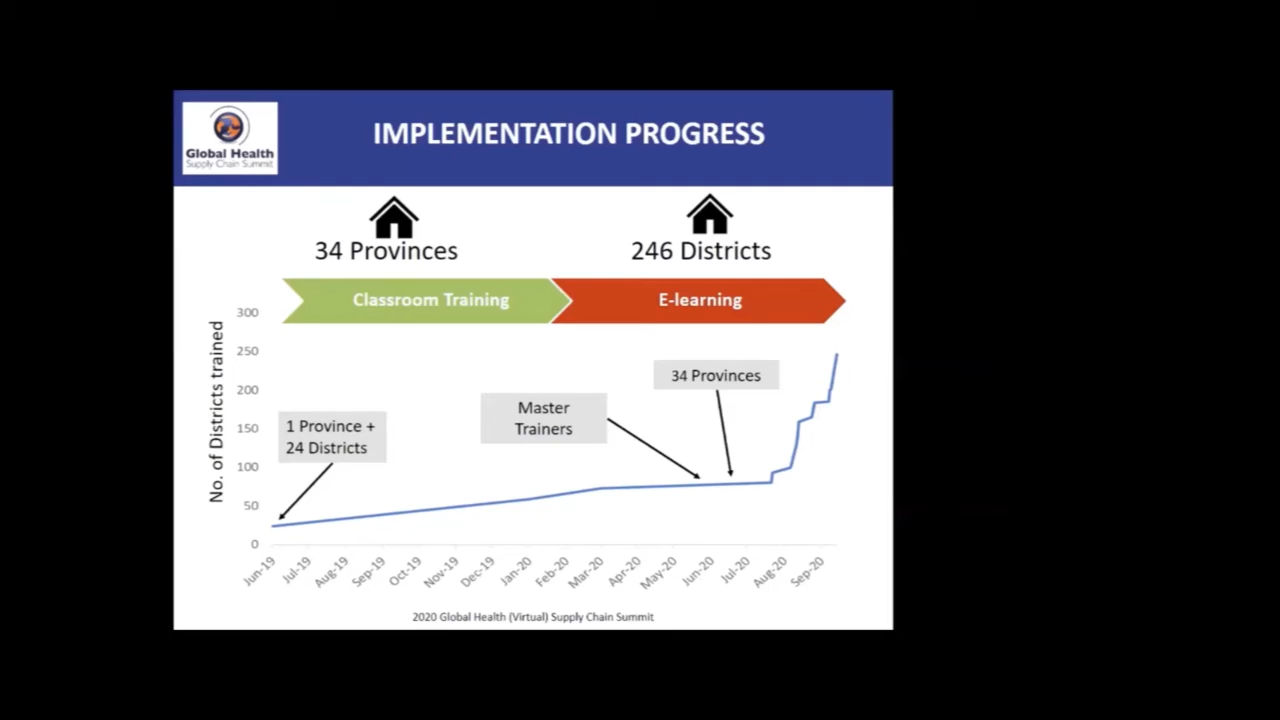 Global Health
Supply Chain Summit
IMPLEMENTATION PROGRESS
34 Provinces
246 Districts
Classroom Training
E-learning
No. of Districts trained
300
250
200
150
100
50
0
1 Province +
24 Districts
Master
Trainers
34 Provinces
Jun-19
Jul-19
Aug-19
Sep-19
Oct-19
Nov-19
Dec-19
Jan-20
Feb-20
Mar-20
Apr-20
May-20
Jun-20
Jul-20
Aug-20
Sep-20
2020 Global Health (Virtual) Supply Chain Summit